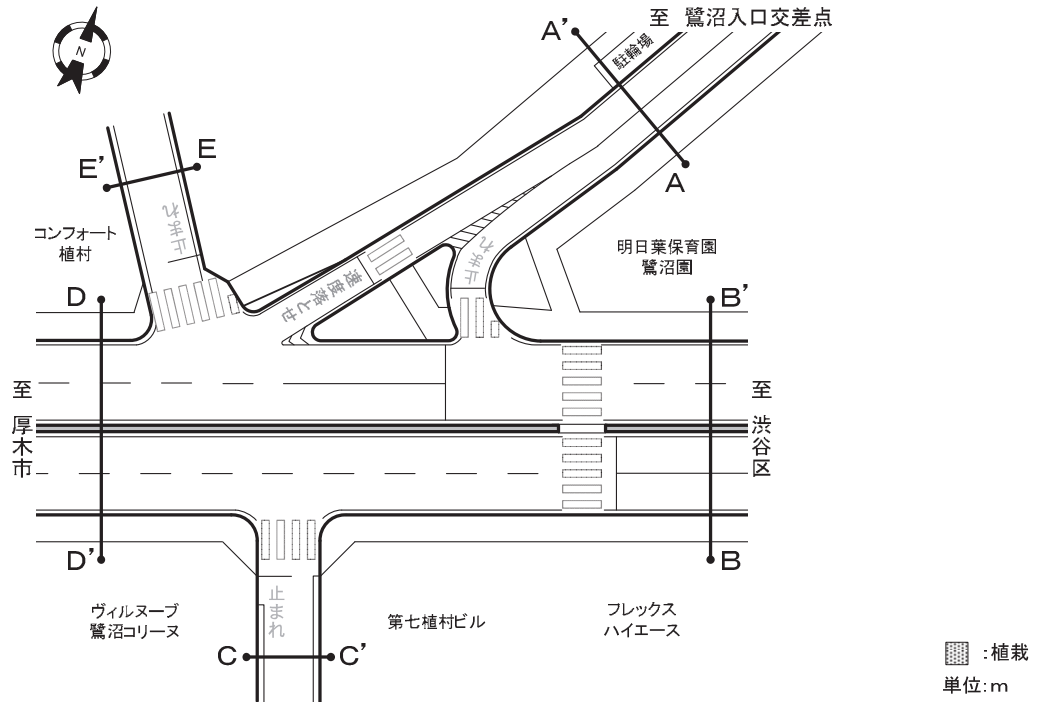 至 鷺沼入口交差点
A'
駐輪場
N
E
E'
A
止まれ
コンフォート
植村
止まれ
明日葉保育園
鷺沼園
速度落とせ
D
B'
至 厚木市
至 渋谷区
D'
B
止まれ
ヴィルヌーブ
鷺沼コリーヌ
第七植村ビル
フレックス
ハイエース
C
C'
:植栽
単位:m